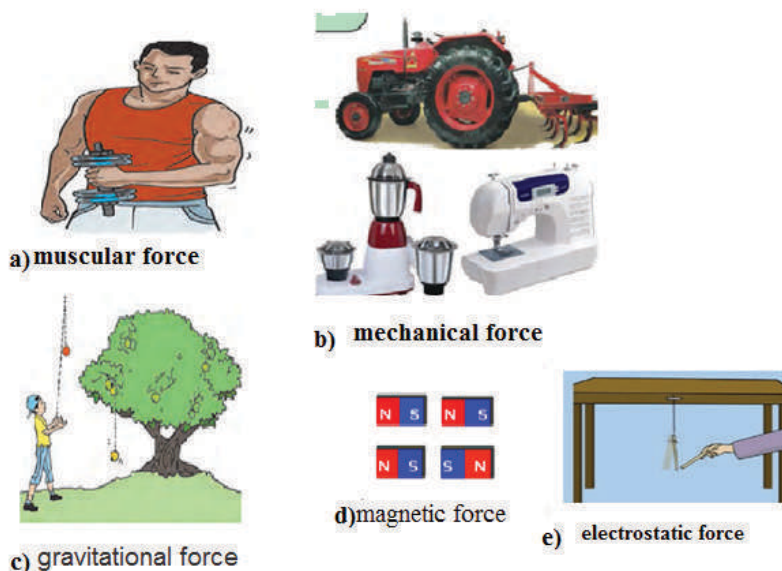 a) muscular force
b) mechanical force
N S N S
N S S N
c) gravitational force
d)magnetic force
e) electrostatic force